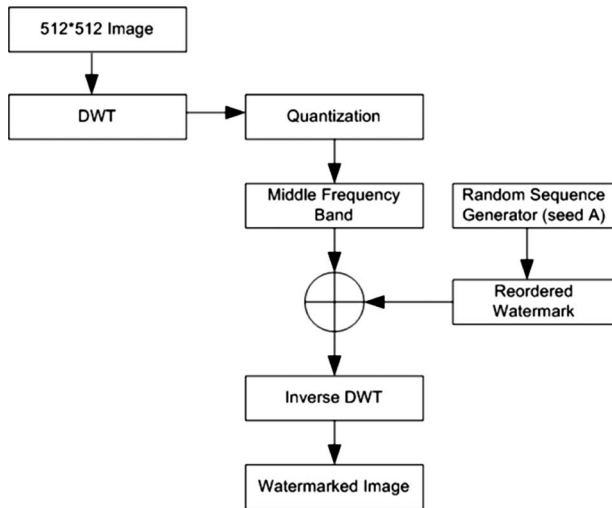 512*512 Image
DWT
Quantization
Middle Frequency
Band
Random Sequence
Generator (seed A)
Reordered
Watermark
Inverse DWT
Watermarked Image